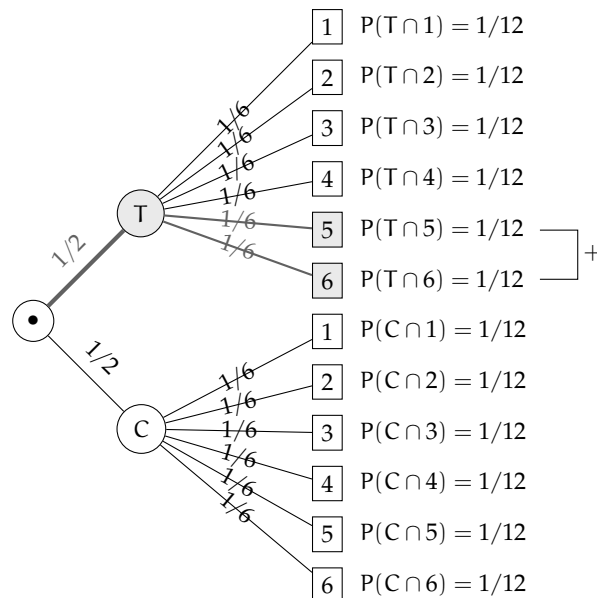 1/2
T
1/6
1 P(T ∩ 1) = 1/12
1/6
2 P(T ∩ 2) = 1/12
1/6
3 P(T ∩ 3) = 1/12
1/6
4 P(T ∩ 4) = 1/12
1/6
5 P(T ∩ 5) = 1/12
1/6
6 P(T ∩ 6) = 1/12
+
1/2
C
1/6
1 P(C ∩ 1) = 1/12
1/6
2 P(C ∩ 2) = 1/12
1/6
3 P(C ∩ 3) = 1/12
1/6
4 P(C ∩ 4) = 1/12
1/6
5 P(C ∩ 5) = 1/12
1/6
6 P(C ∩ 6) = 1/12